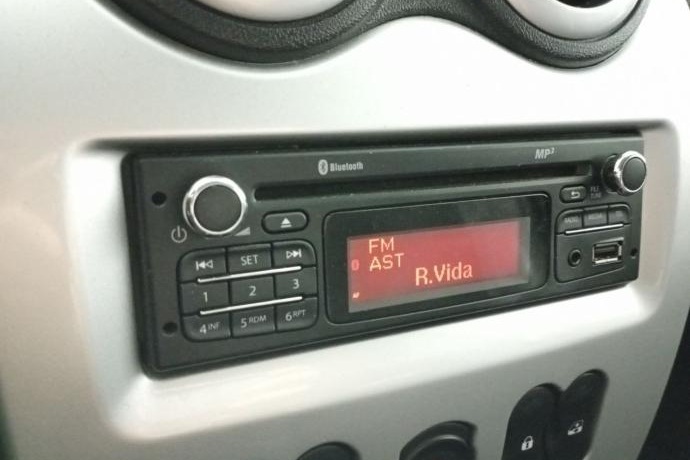 Bluetooth
MP3
FM
AST
R.Vida
SET
1
2
3
4 INF
5 RDM
6 RPT